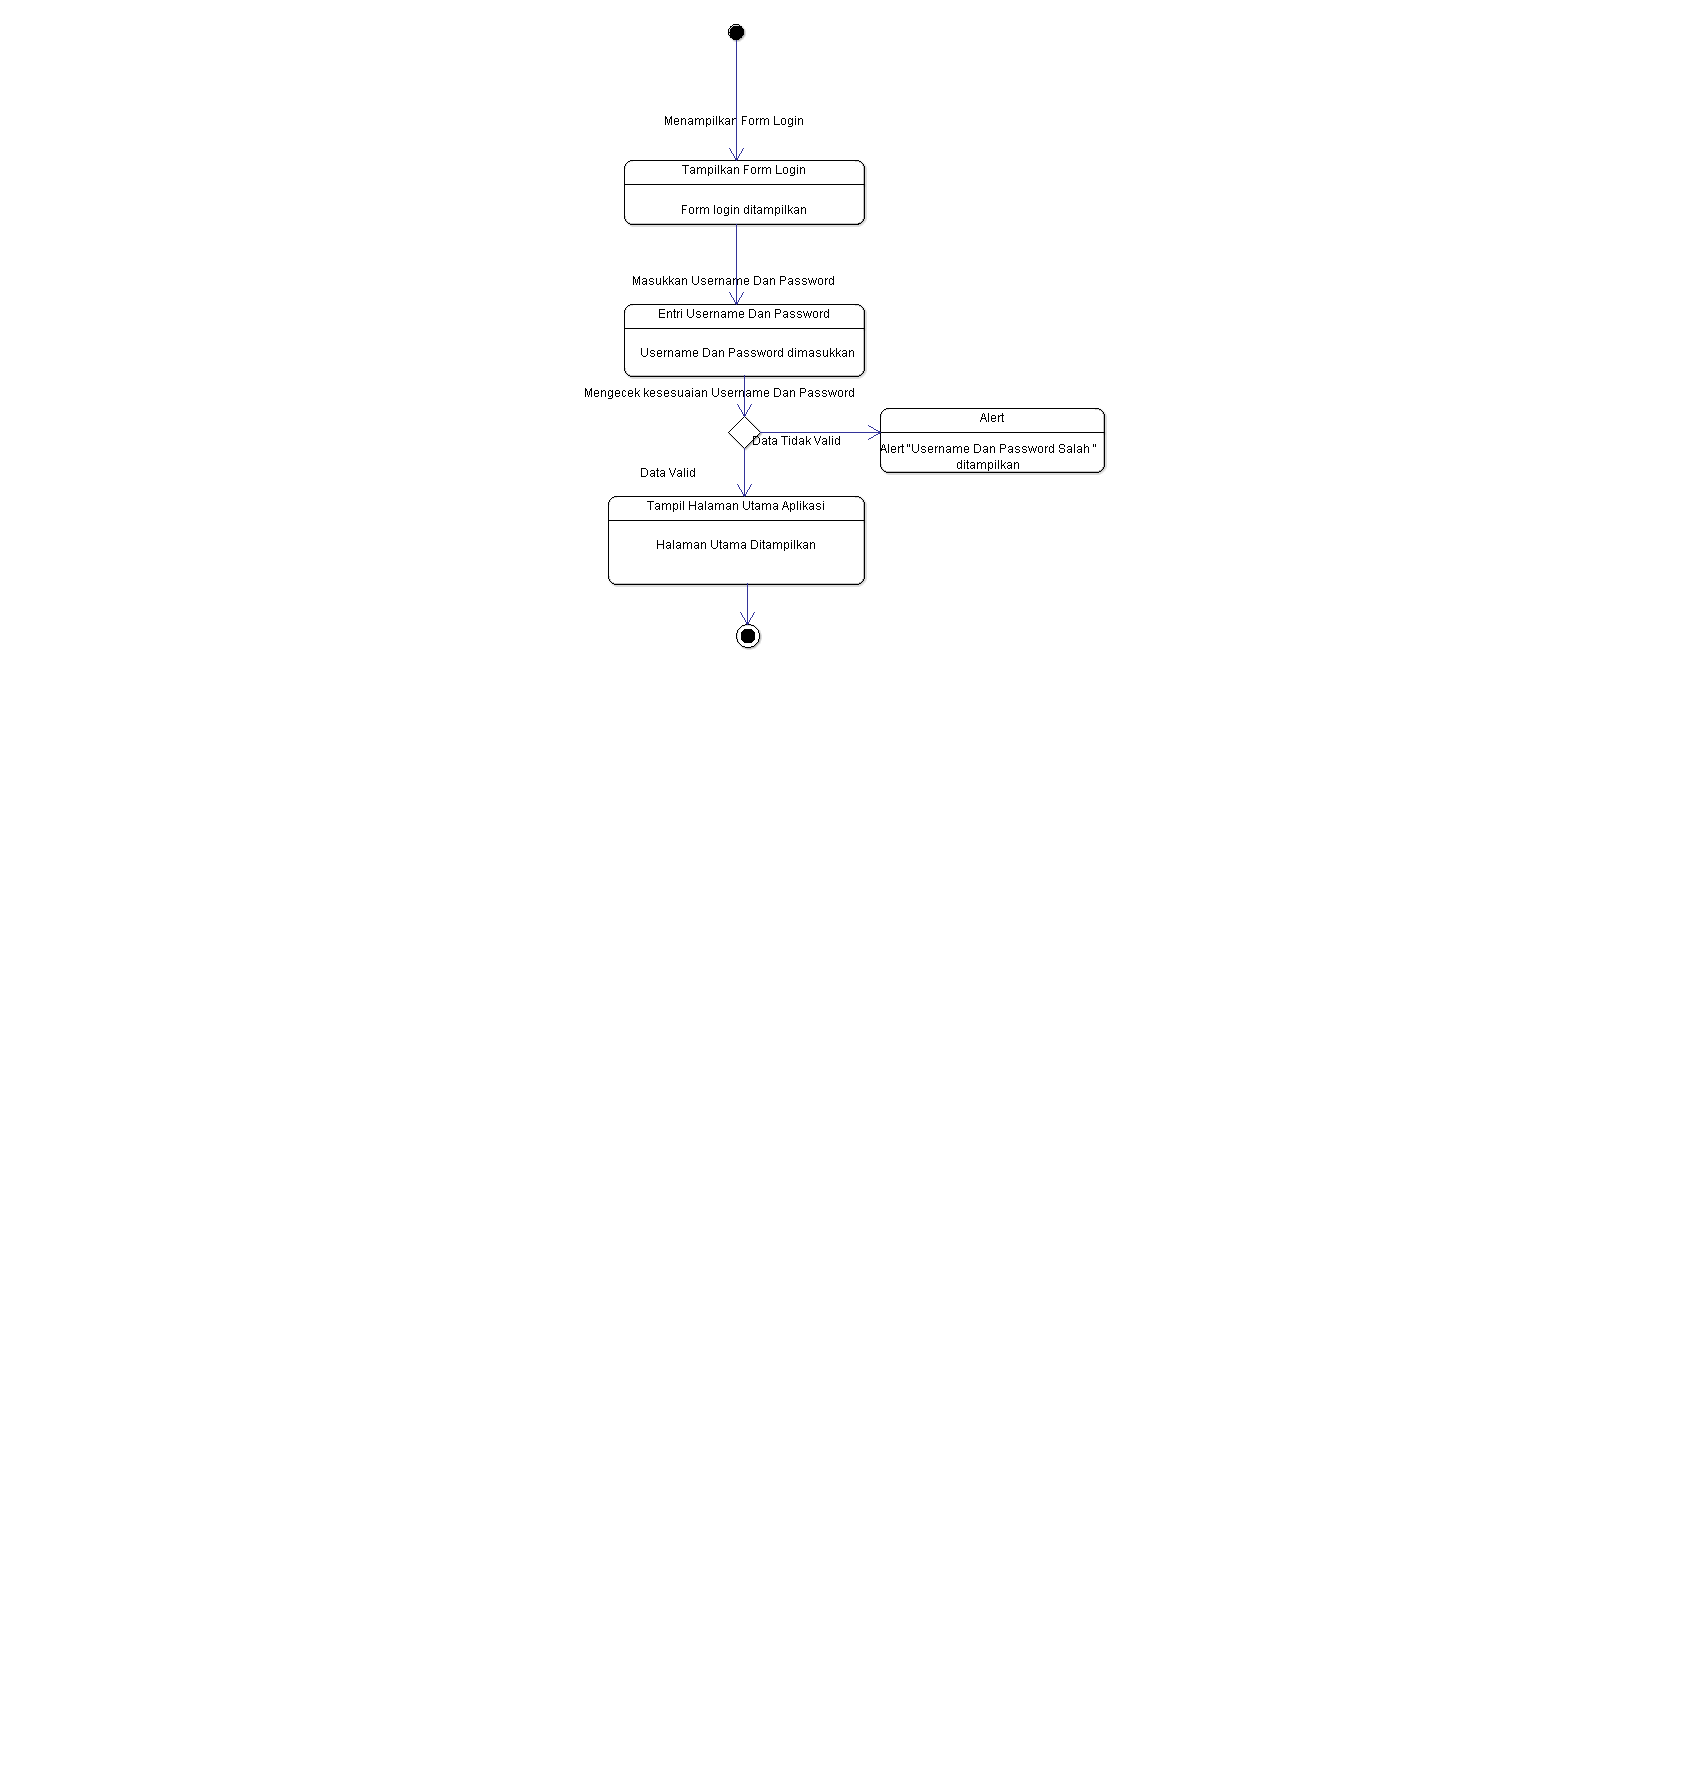 Menampilkan Form Login
Tampilkan Form Login
Form login ditampilkan
Masukkan Username Dan Password
Entri Username Dan Password
Username Dan Password dimasukkan
Mengecek kesesuaian Username Dan Password
Data Tidak Valid
Alert
Alert "Username Dan Password Salah "
ditampilkan
Data Valid
Tampil Halaman Utama Aplikasi
Halaman Utama Ditampilkan